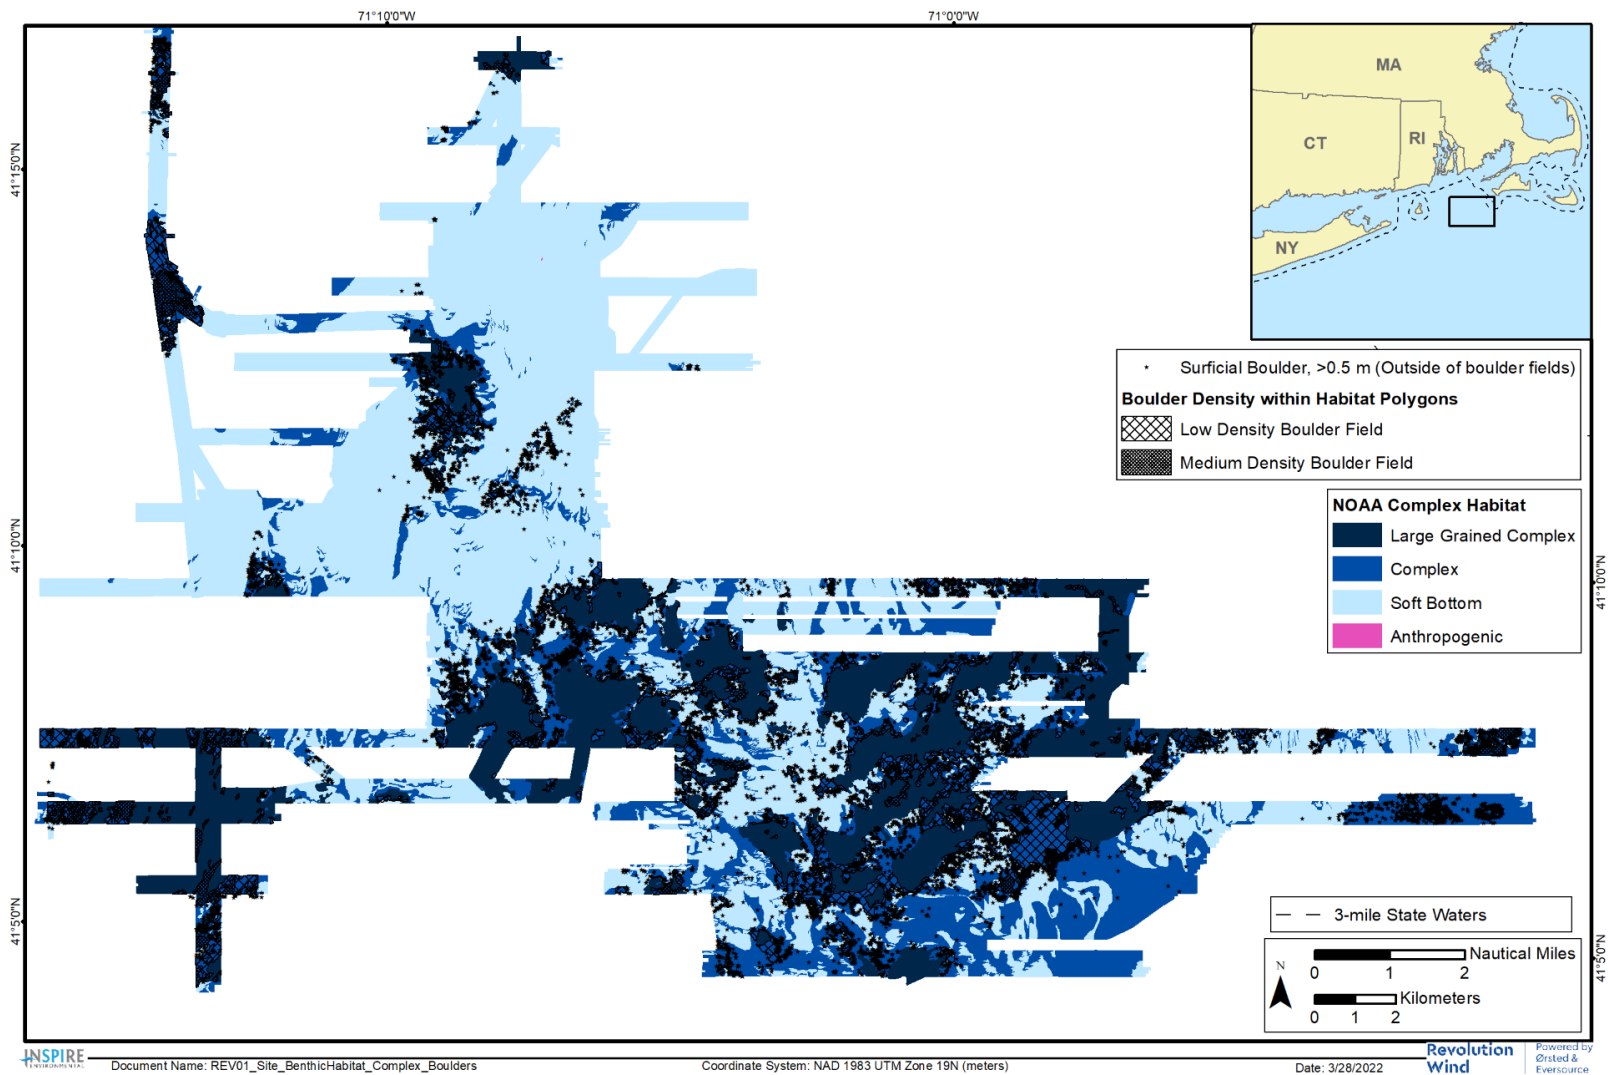 71°10'0"W
71°0'0"W
MA
CT
RI
NY
41°15'0"N
41°10'0"N
41°5'0"N
41°10'0"N
41°5'0"N
Surficial Boulder, >0.5 m (Outside of boulder fields)
Boulder Density within Habitat Polygons
Low Density Boulder Field
Medium Density Boulder Field
NOAA Complex Habitat
Large Grained Complex
Complex
Soft Bottom
Anthropogenic
3-mile State Waters
N
Nautical Miles
0 1 2
Kilometers
0 1 2
INSPIRE
ENVIRONMENTAL
Document Name: REV01_Site_BenthicHabitat_Complex_Boulders
Coordinate System: NAD 1983 UTM Zone 19N (meters)
Date: 3/28/2022
Revolution
Wind
Powered by
Ørsted &
Eversource